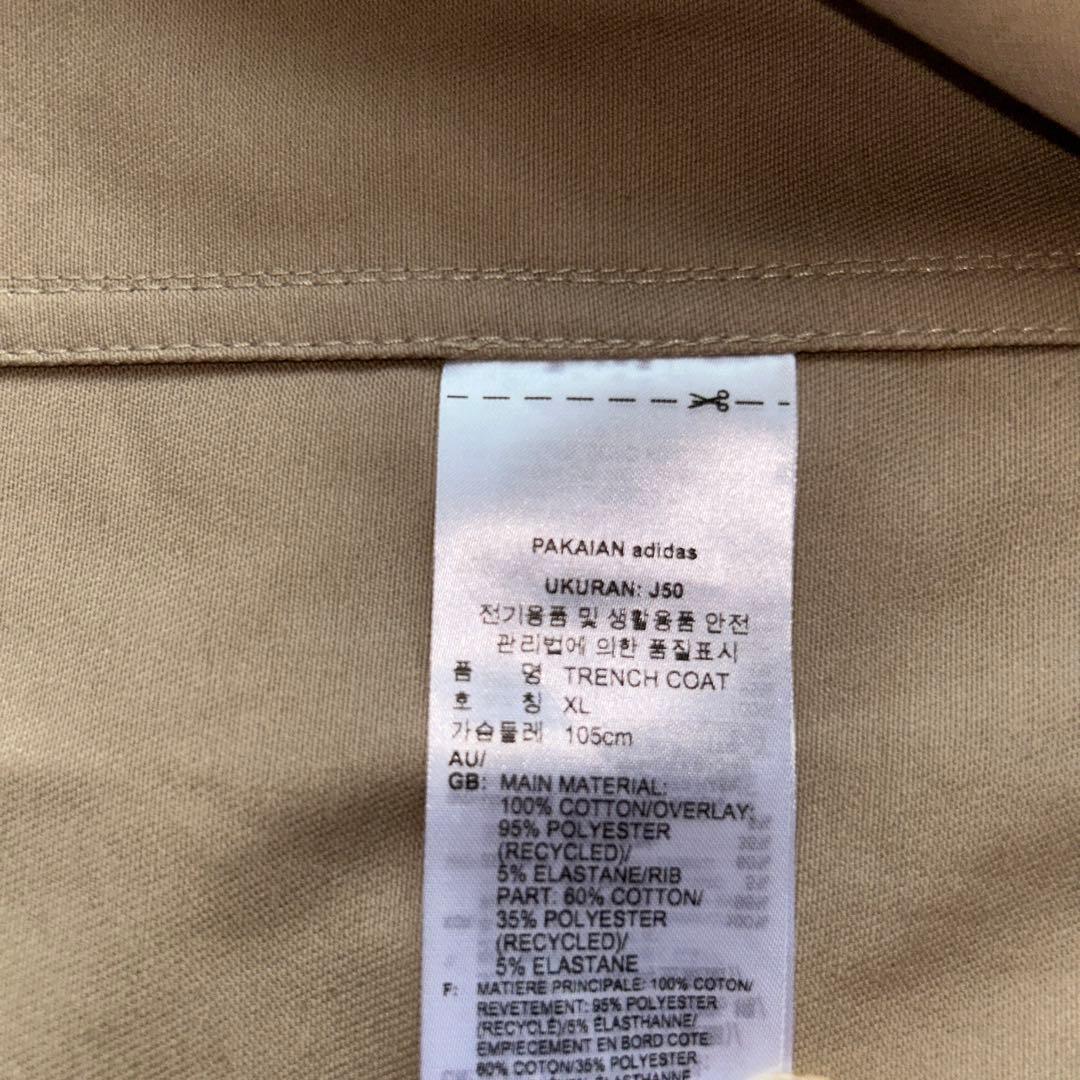 PAKAIAN adidas
UKURAN: J50
전기용품 및 생활용품 안전
관리법에 의한 품질표시
품 명 TRENCH COAT
호 칭 XL
가슴둘레 105cm
AU/
GB: MAIN MATERIAL:
100% COTTON/OVERLAY:
95% POLYESTER
(RECYCLED)/
5% ELASTANE/RIB
PART: 60% COTTON/
35% POLYESTER
(RECYCLED)/
5% ELASTANE
F: MATIERE PRINCIPALE: 100% COTON/
REVETEMENT: 95% POLYESTER
(RECYCLÉ)/5% ÉLASTHANNE/
EMPIECEMENT EN BORD COTE:
60% COTON/35% POLYESTER